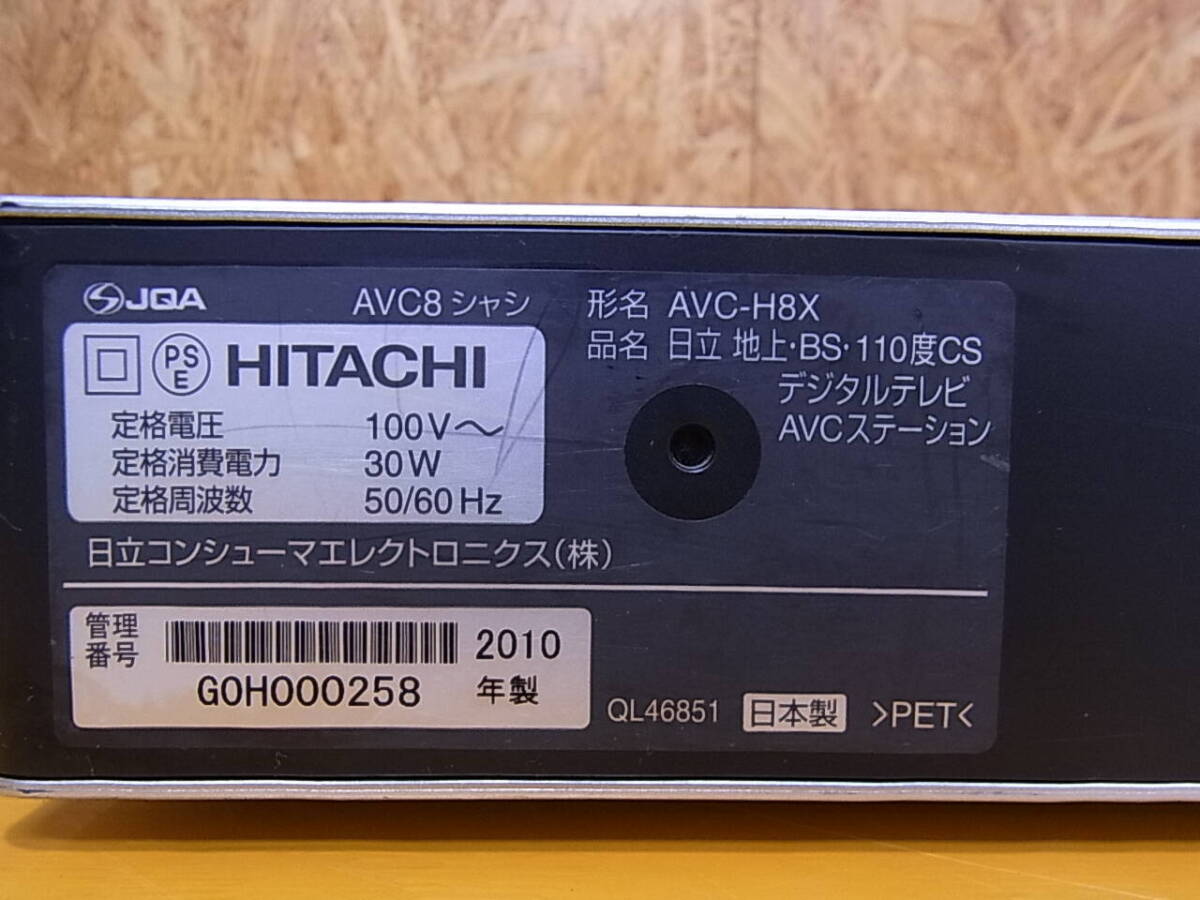 JQA AVC8 シャシ
PS
E
HITACHI
定格電圧 100V～
定格消費電力 30W
定格周波数 50/60 Hz
形名 AVC-H8X
品名 日立 地上・BS・110度CS
デジタルテレビ
AVCステーション
日立コンシューマエレクトロニクス(株)
管理
番号
G0H000258
2010
年製
QL46851 日本製 >PET<